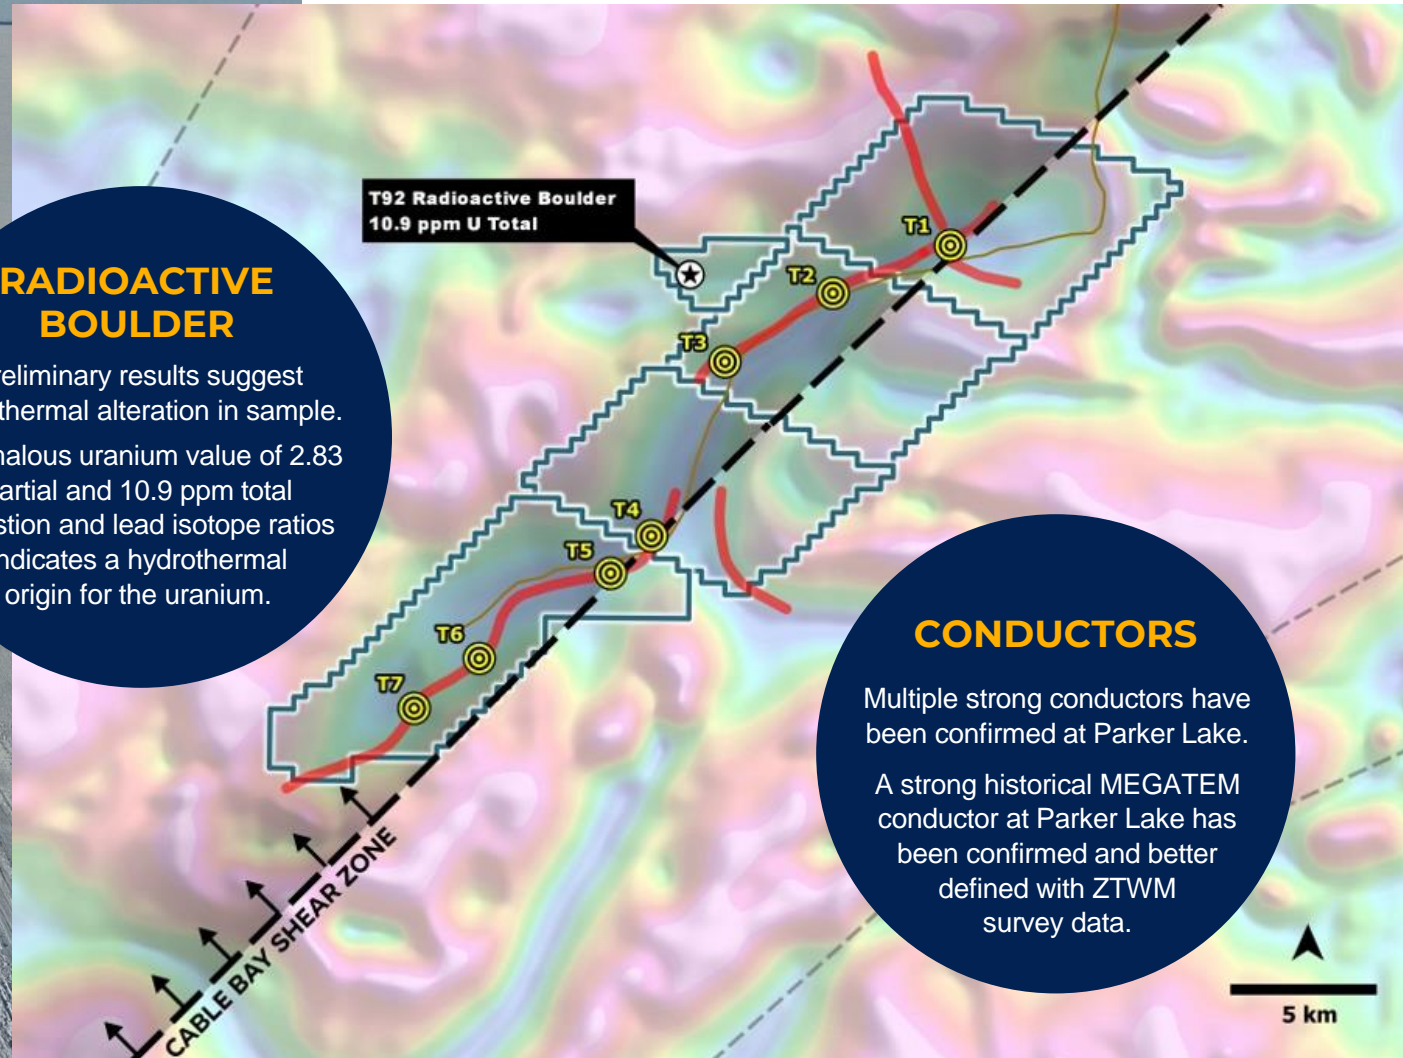 T92 Radioactive Boulder
10.9 ppm U Total
T1
T2
T3
T4
T5
T6
T7
RADIOACTIVE
BOULDER
reliminary results suggest
thermal alteration in sample.
nalous uranium value of 2.83
artial and 10.9 ppm total
stion and lead isotope ratios
ndicates a hydrothermal
origin for the uranium.
CONDUCTORS
Multiple strong conductors have
been confirmed at Parker Lake.
A strong historical MEGATEM
conductor at Parker Lake has
been confirmed and better
defined with ZTWM
survey data.
CABLE BAY SHEAR ZONE
5 km